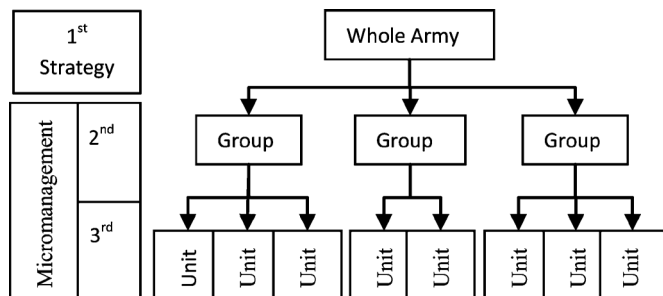 1st
Strategy
Whole Army
Micromanagement
2nd
Group
Group
Group
3rd
Unit
Unit
Unit
Unit
Unit
Unit
Unit
Unit